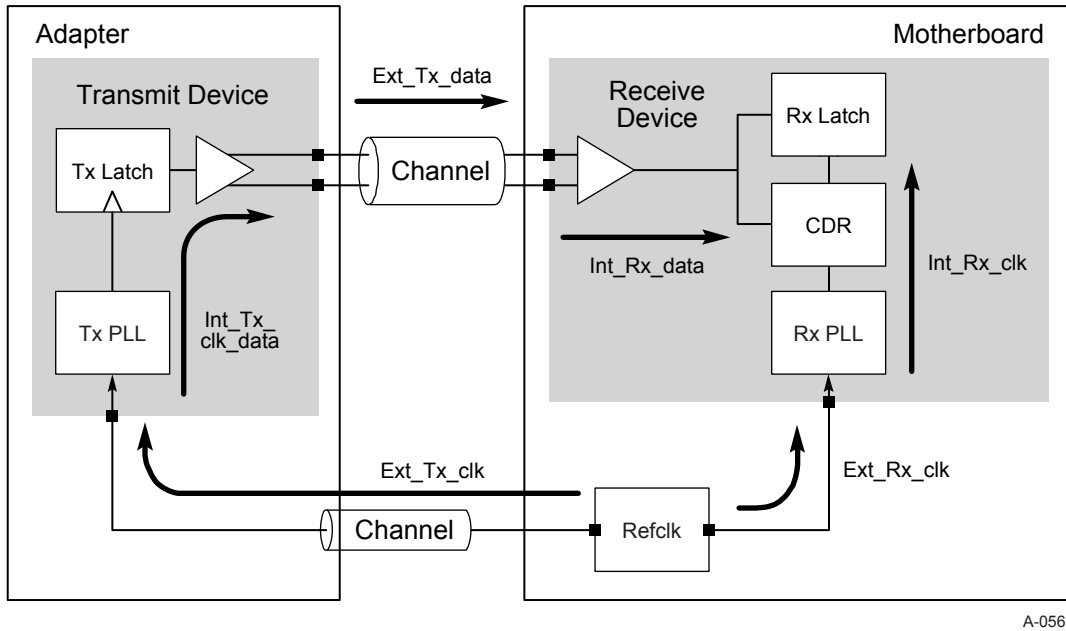 Adapter
Motherboard
Transmit Device
Ext_Tx_data
Receive
Device
Rx Latch
Tx Latch
Channel
CDR
Int_Rx_data
Int_Rx_clk
Tx PLL
Int_Tx_
clk_data
Rx PLL
Ext_Tx_clk
Ext_Rx_clk
Channel
Refclk
A-056